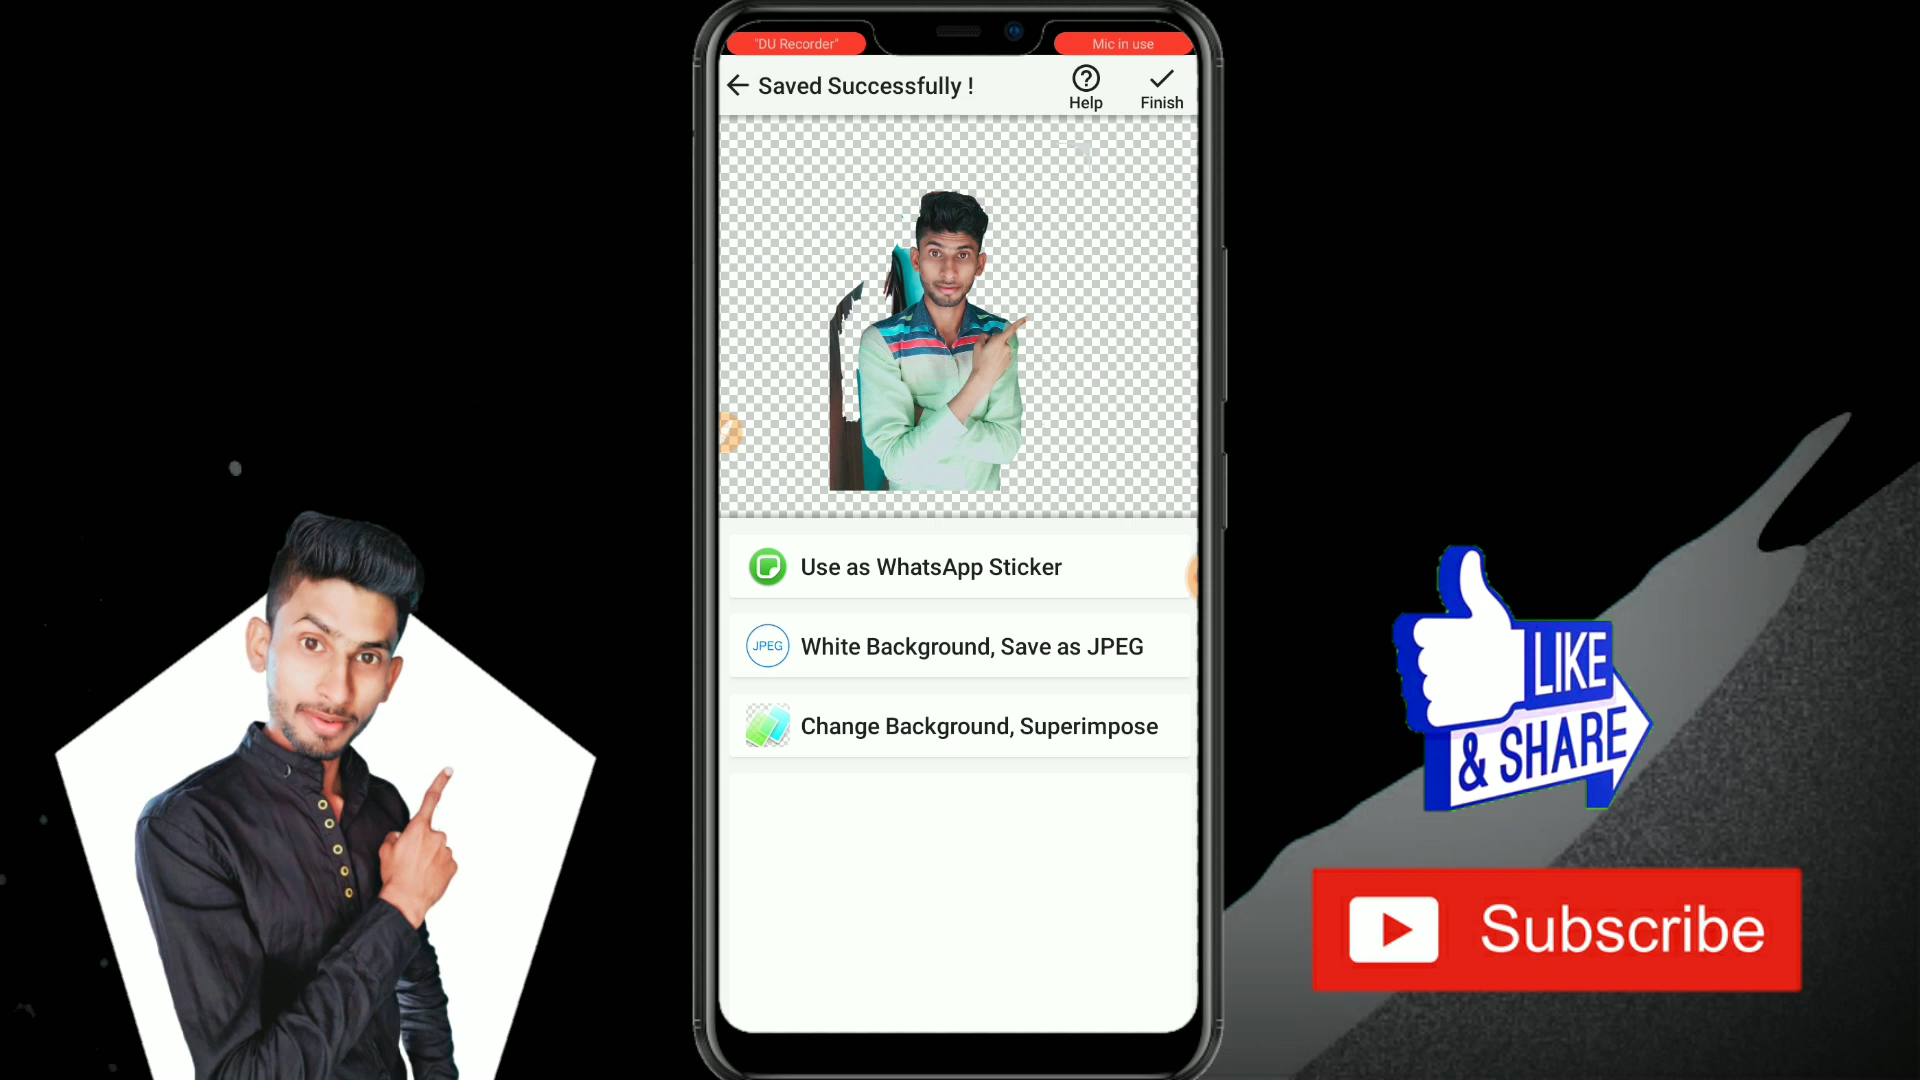 "DU Recorder"
Mic in use
Saved Successfully !
Help
Finish
Use as WhatsApp Sticker
JPEG
White Background, Save as JPEG
Change Background, Superimpose
LIKE
& SHARE
Subscribe